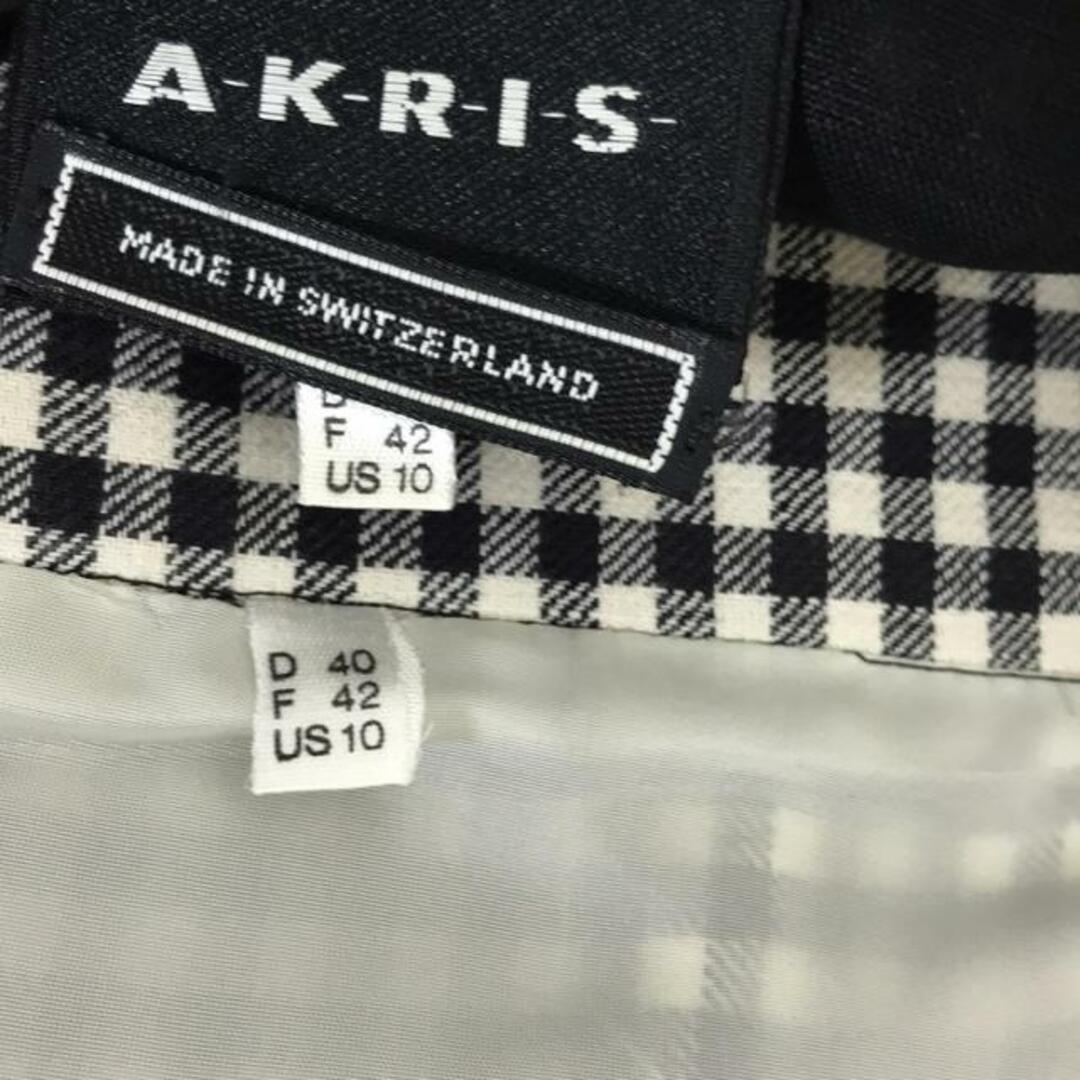 A-K-R-I-S-
MADE IN SWITZERLAND
F 42
US 10
D 40
F 42
US 10